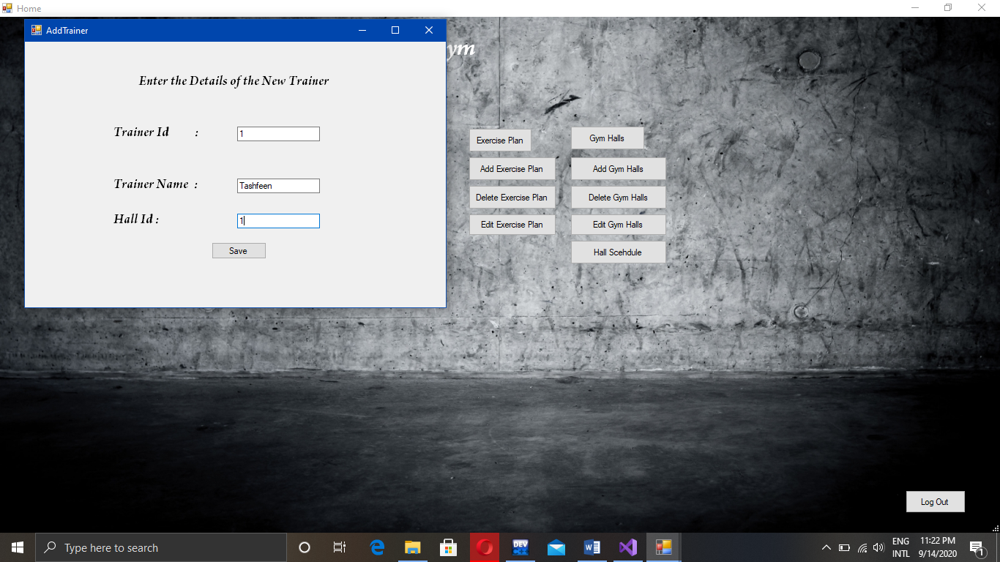 Home
AddTrainer
ym
Enter the Details of the New Trainer
Trainer Id :
1
Trainer Name :
Tashfeen
Hall Id :
1
Save
Exercise Plan
Gym Halls
Add Exercise Plan
Add Gym Halls
Delete Exercise Plan
Delete Gym Halls
Edit Exercise Plan
Edit Gym Halls
Hall Scehdule
Log Out
Type here to search
DEV
C++
ENG
INTL
11:22 PM
9/14/2020
1